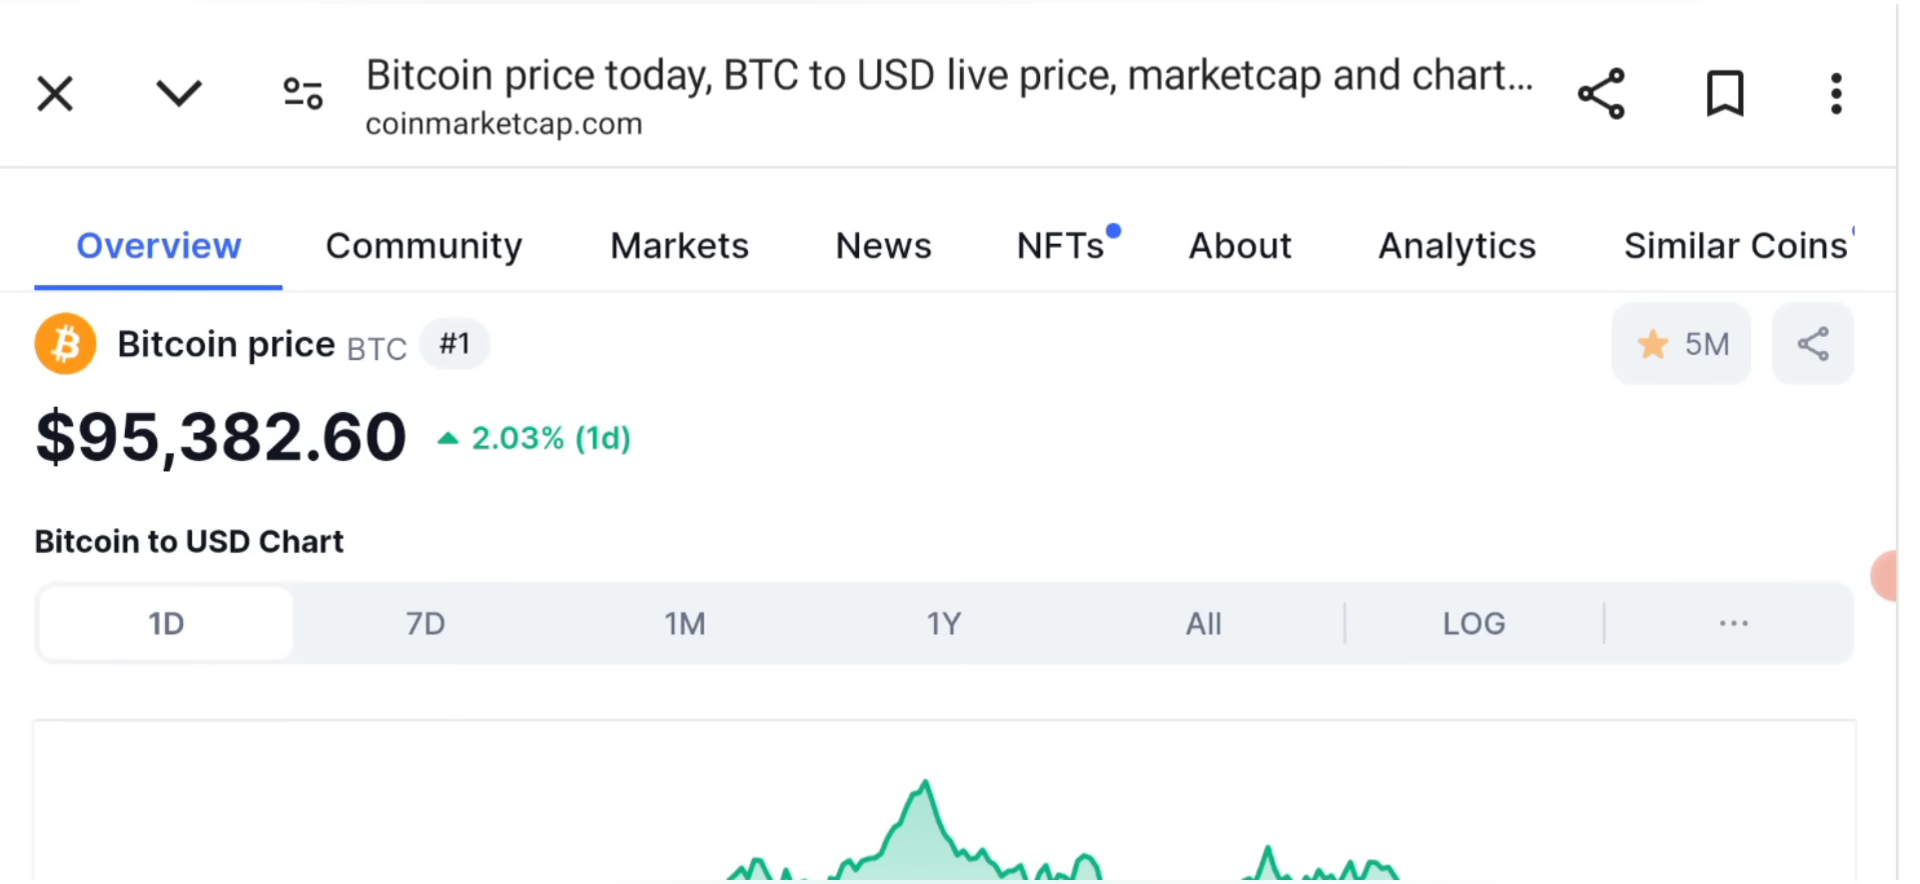 Bitcoin price today, BTC to USD live price, marketcap and chart...
coinmarketcap.com
Overview Community Markets News NFTs About Analytics Similar Coins
Bitcoin price BTC #1 5M
$95,382.60 2.03% (1d)
Bitcoin to USD Chart
1D 7D 1M 1Y All LOG ...